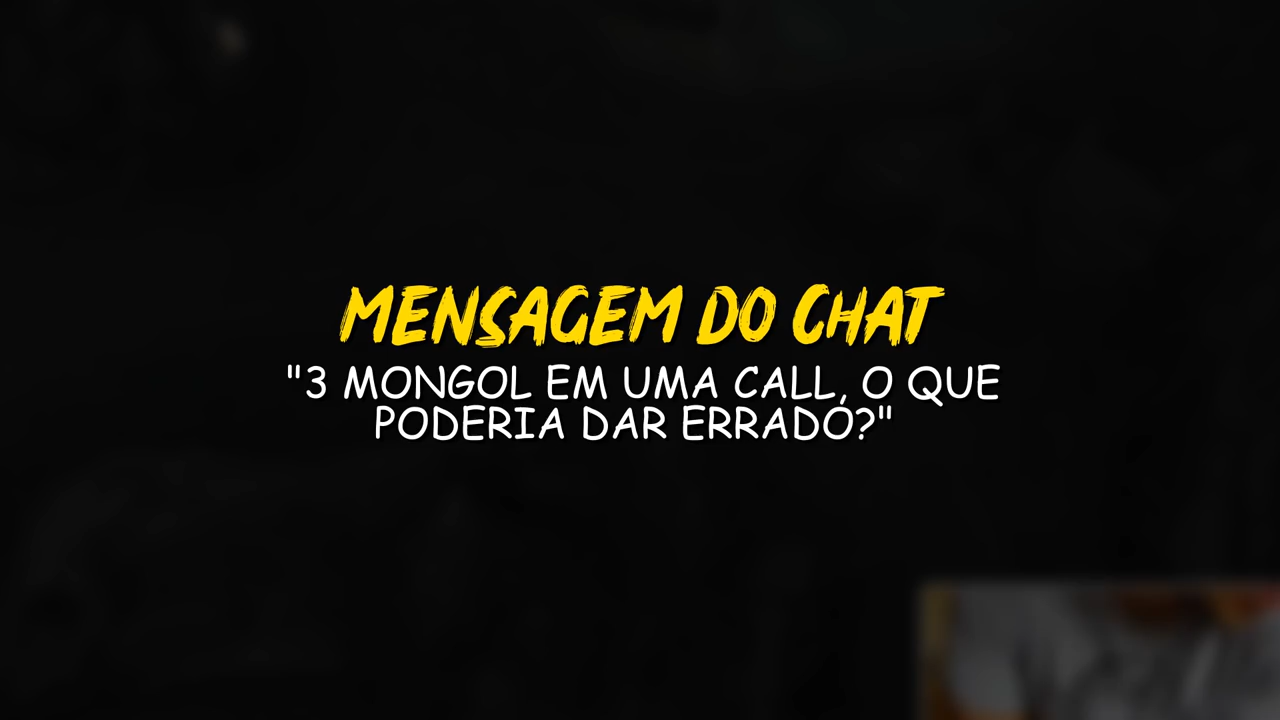 MENSAGEM DO CHAT
"3 MONGOL EM UMA CALL, O QUE
PODERIA DAR ERRADO?"